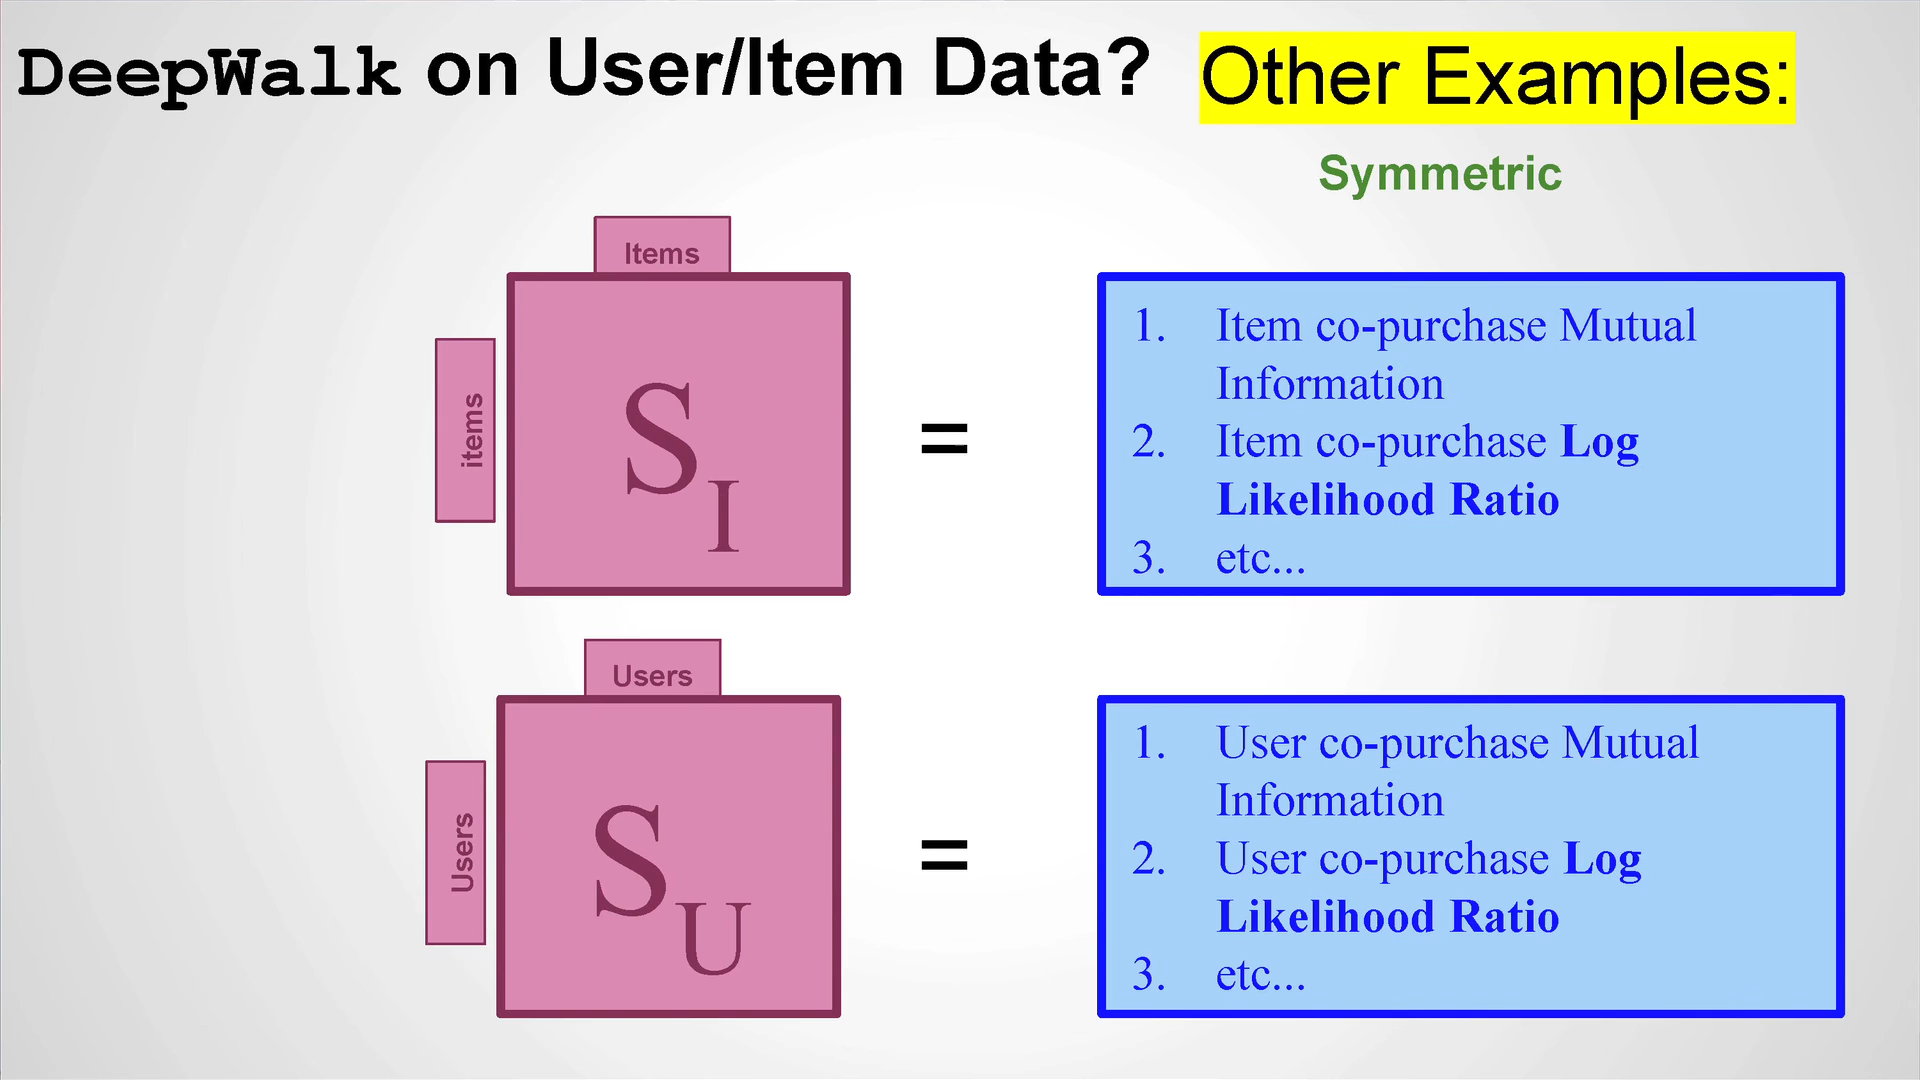 DeepWalk on User/Item Data?
Other Examples:
Symmetric
Items
items
S I
=
1. Item co-purchase Mutual
Information
2. Item co-purchase Log
Likelihood Ratio
3. etc...
Users
Users
S U
=
1. User co-purchase Mutual
Information
2. User co-purchase Log
Likelihood Ratio
3. etc...